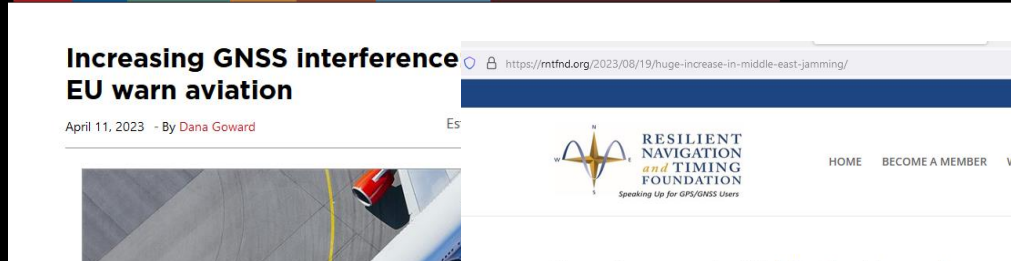 Increasing GNSS interference
EU warn aviation
April 11, 2023 - By Dana Goward
https://rntfnd.org/2023/08/19/huge-increase-in-middle-east-jamming/
N
W
E
S
RESILIENT
NAVIGATION
and TIMING
FOUNDATION
Speaking Up for GPS/GNSS Users
HOME BECOME A MEMBER